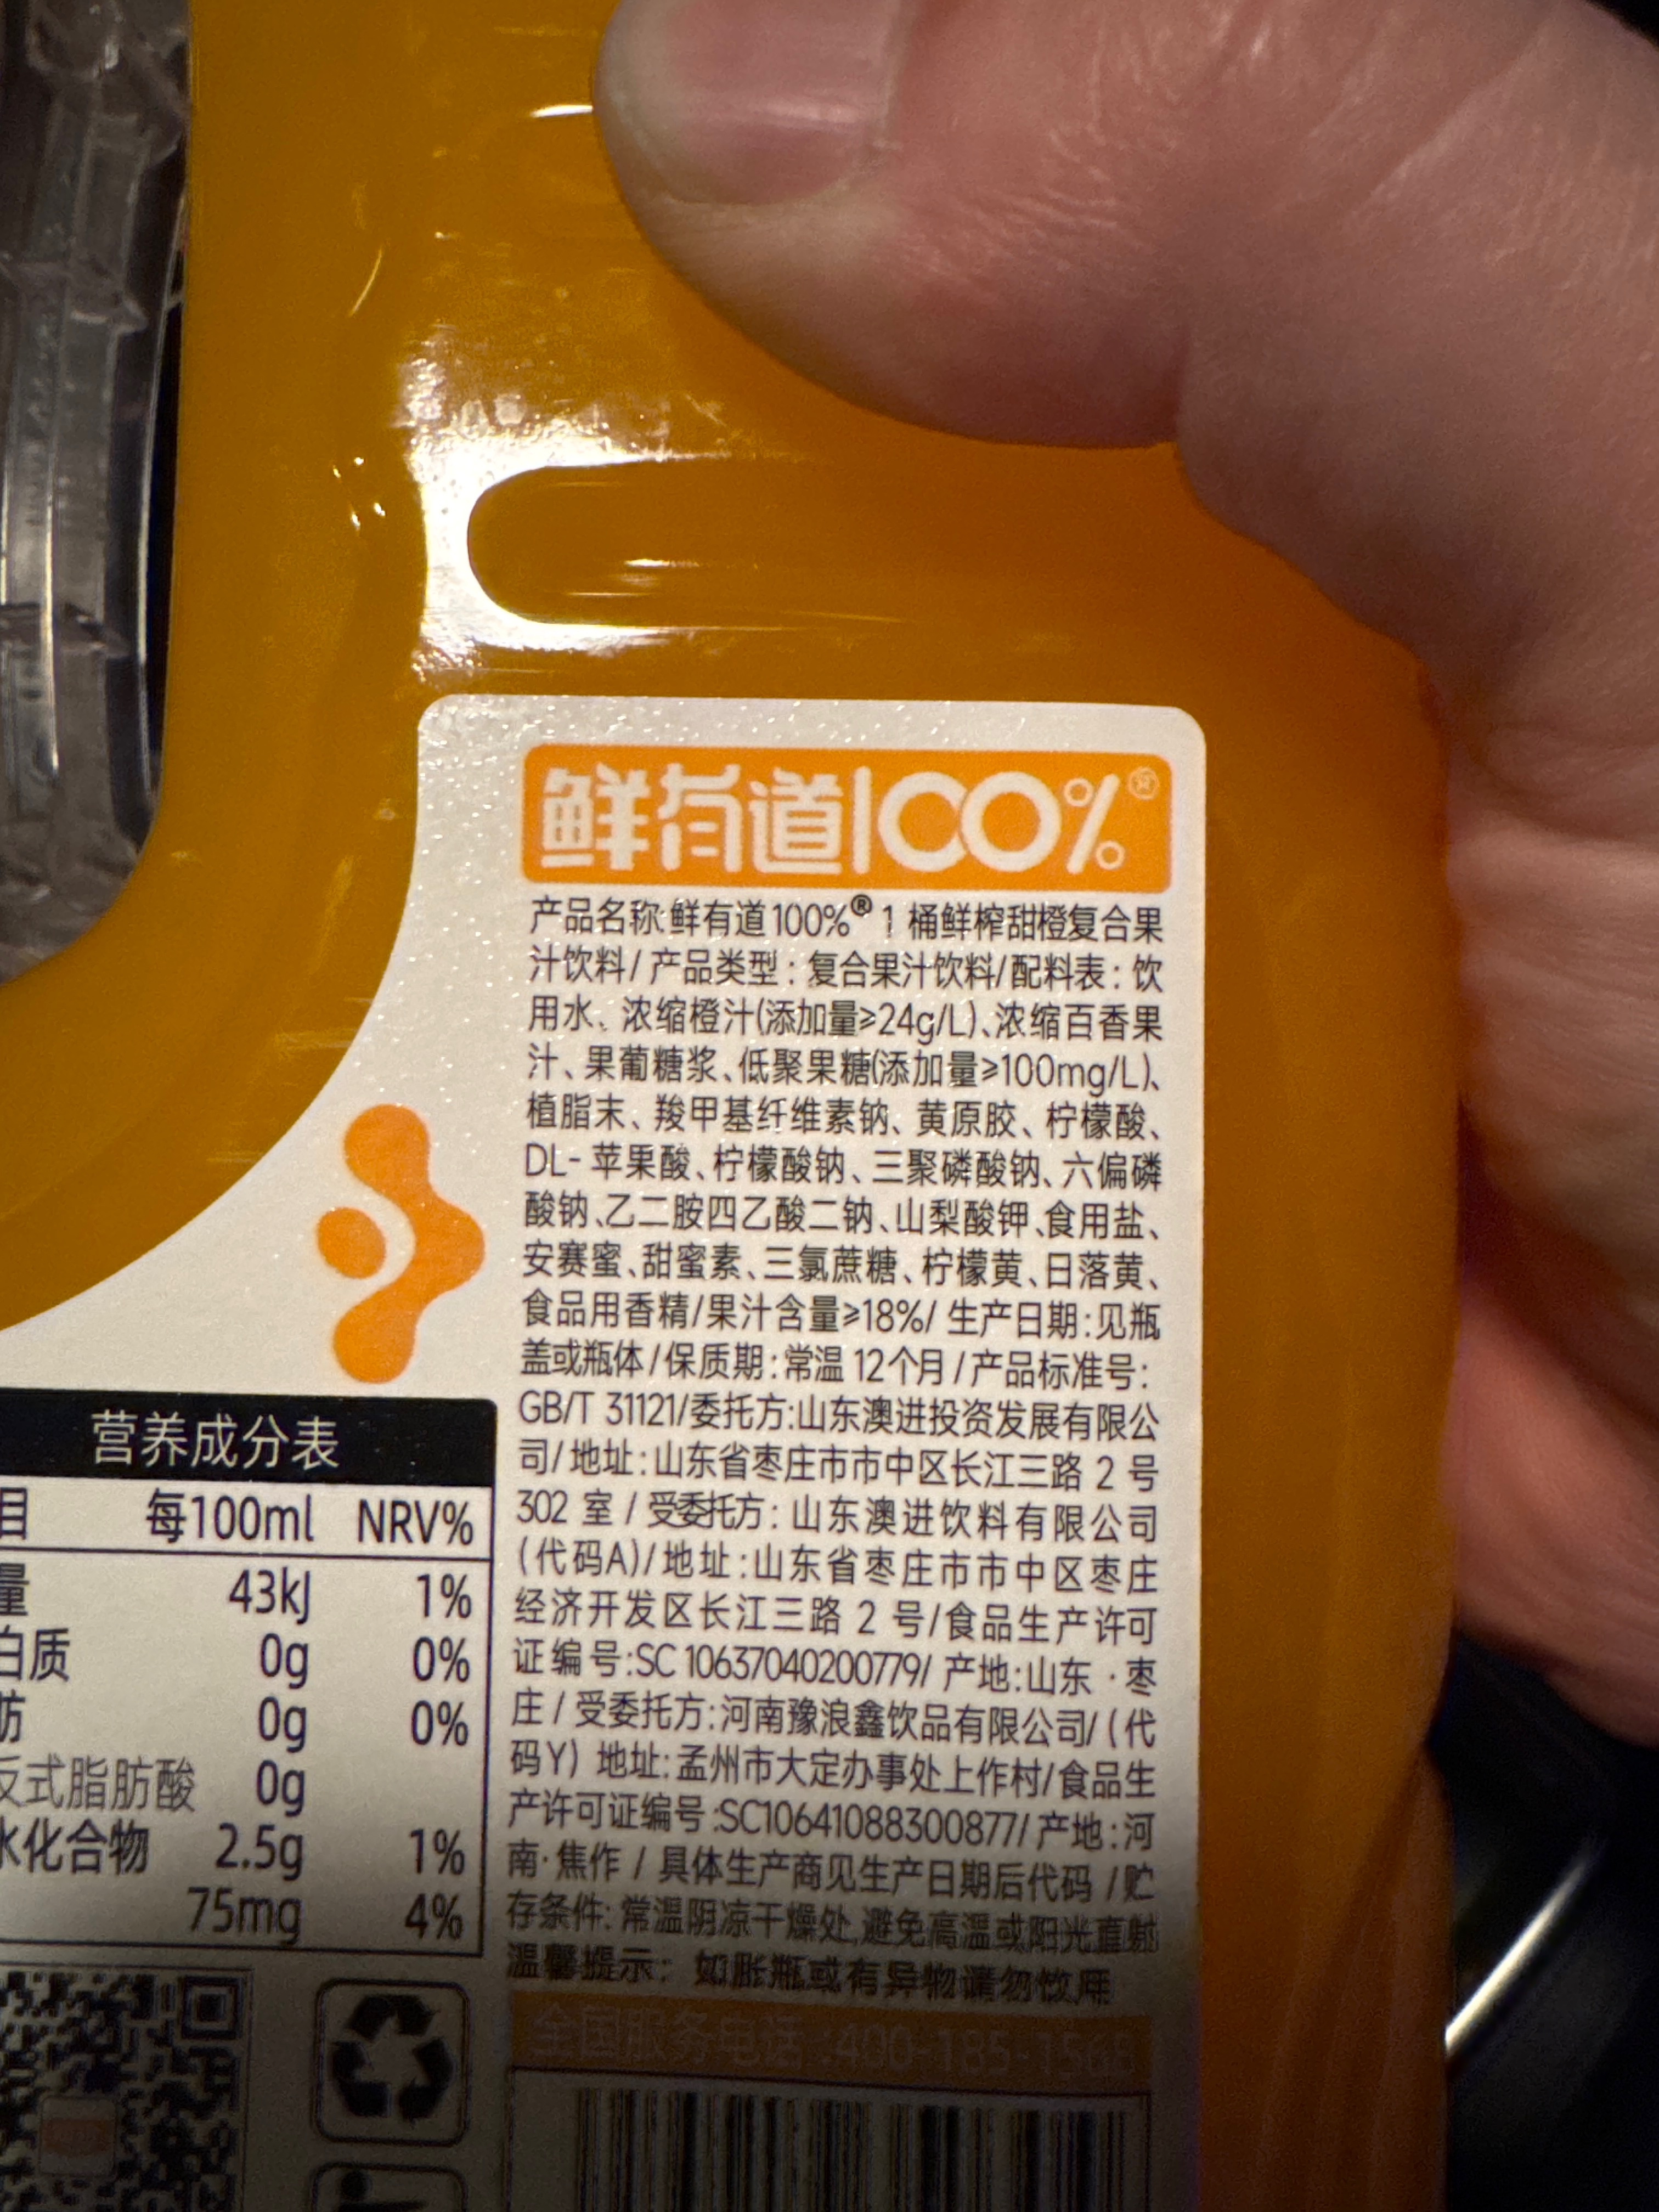 鲜有道100%®
产品名称:鲜有道100%® 1 桶鲜榨甜橙复合果
汁饮料/ 产品类型：复合果汁饮料/配料表：饮
用水、浓缩橙汁(添加量≥24g/L)、浓缩百香果
汁、果葡糖浆、低聚果糖(添加量≥100mg/L)、
植脂末、羧甲基纤维素钠、黄原胶、柠檬酸、
DL- 苹果酸、柠檬酸钠、三聚磷酸钠、六偏磷
酸钠、乙二胺四乙酸二钠、山梨酸钾、食用盐、
安赛蜜、甜蜜素、三氯蔗糖、柠檬黄、日落黄、
食品用香精/果汁含量≥18%/ 生产日期：见瓶
盖或瓶体/保质期：常温 12个月/产品标准号：
GB/T 31121/委托方:山东澳进投资发展有限公
司/地址：山东省枣庄市市中区长江三路 2 号
302 室 / 受委托方：山东澳进饮料有限公司
(代码A)/地址：山东省枣庄市市中区枣庄
经济开发区长江三路 2 号/食品生产许可
证编号:SC10637040200779/ 产地:山东·枣
庄 / 受委托方：河南豫浪鑫饮品有限公司/ (代
码Y) 地址：孟州市大定办事处上作村/食品生
产许可证编号:SC10641088300877/ 产地：河
南·焦作 / 具体生产商见生产日期后代码 /贮
存条件：常温阴凉干燥处,避免高温或阳光直射
温馨提示：如胀瓶或有异物请勿饮用
全国服务电话:400-185-1568
营养成分表
目 每100ml NRV%
量 43kJ 1%
白质 0g 0%
肪 0g 0%
反式脂肪酸 0g
水化合物 2.5g 1%
75mg 4%